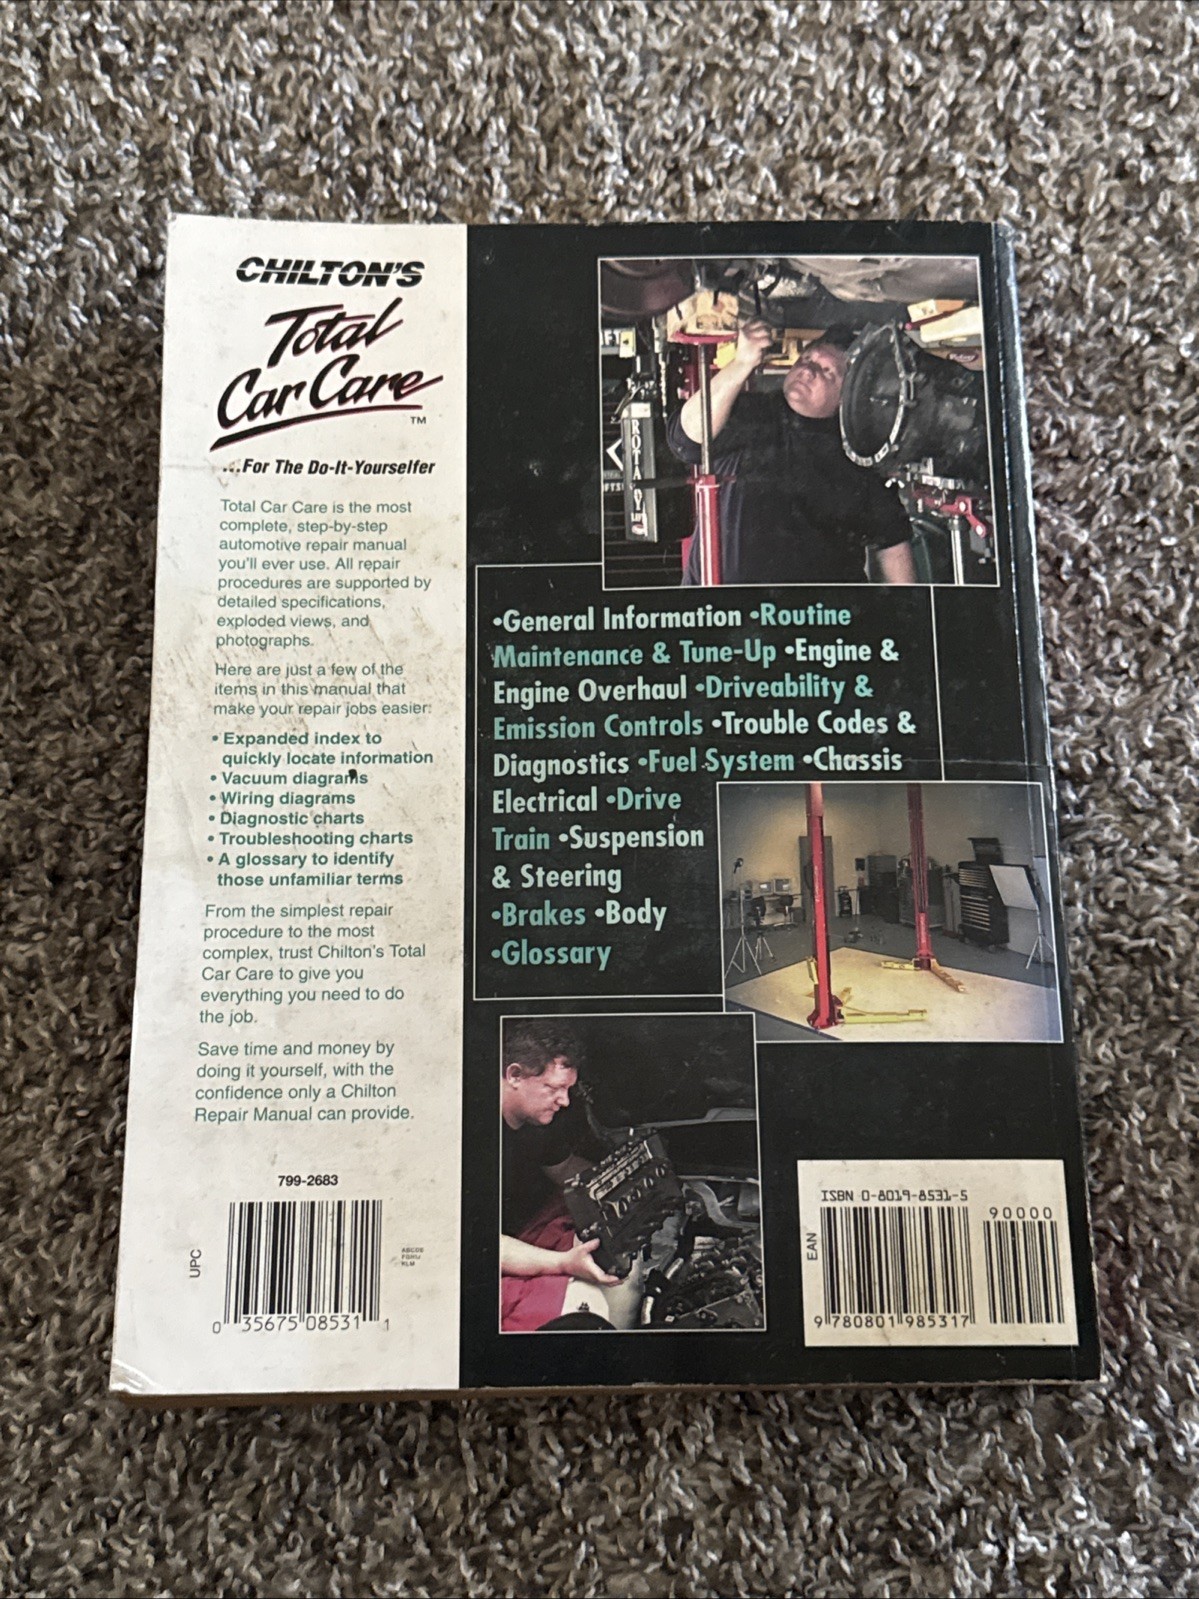 CHILTON'S
Total
Car Care
™
...For The Do-It-Yourselfer
Total Car Care is the most
complete, step-by-step
automotive repair manual
you'll ever use. All repair
procedures are supported by
detailed specifications,
exploded views, and
photographs.
Here are just a few of the
items in this manual that
make your repair jobs easier:
• Expanded index to
quickly locate information
• Vacuum diagrams
• Wiring diagrams
• Diagnostic charts
• Troubleshooting charts
• A glossary to identify
those unfamiliar terms
From the simplest repair
procedure to the most
complex, trust Chilton's Total
Car Care to give you
everything you need to do
the job.
Save time and money by
doing it yourself, with the
confidence only a Chilton
Repair Manual can provide.
799-2683
UPC
0 35675 08531 1
ABCDE
FGHIJ
KLM
ROTARY
LIFT
•General Information •Routine
Maintenance & Tune-Up •Engine &
Engine Overhaul •Driveability &
Emission Controls •Trouble Codes &
Diagnostics •Fuel System •Chassis
Electrical •Drive
Train •Suspension
& Steering
•Brakes •Body
•Glossary
ISBN 0-8019-8531-5
90000
EAN
9 780801 985317